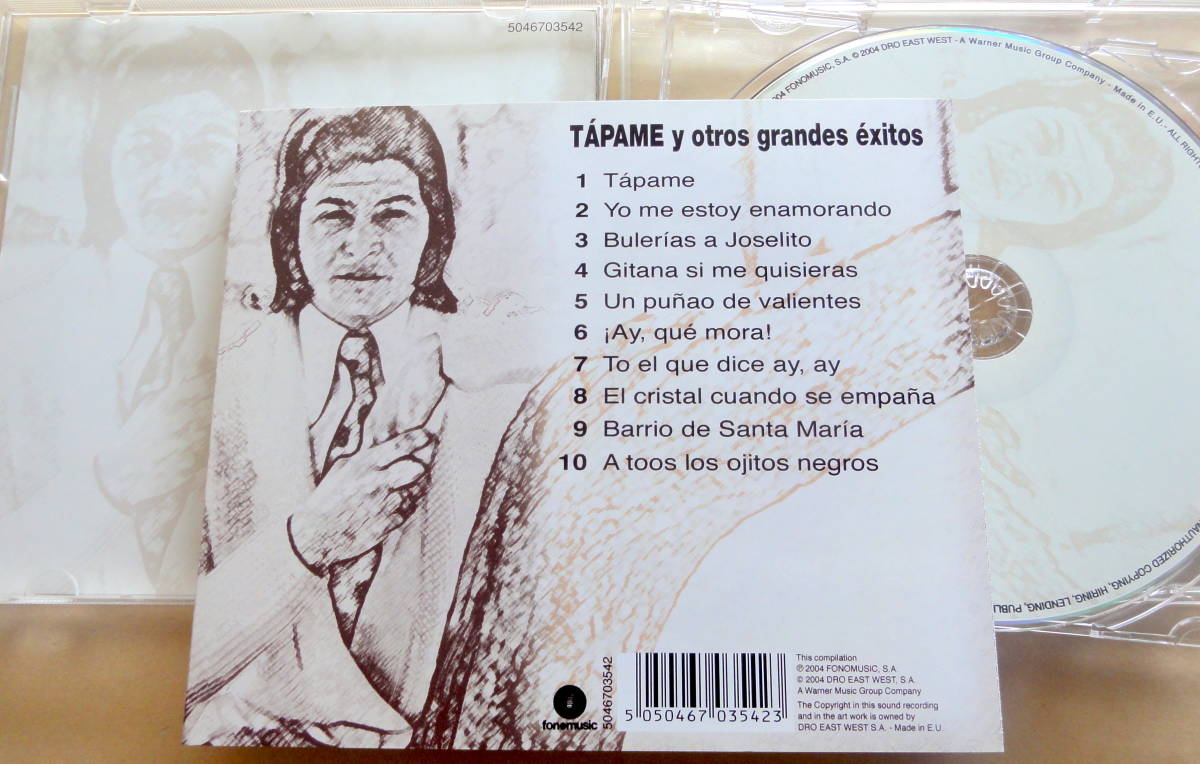 5046703542
2004 FONOMUSIC, S.A. © 2004 DRO EAST WEST - A Warner Music Group Company - Made in E.U. - ALL RIGHT
TÁPAME y otros grandes éxitos
1 Tápame
2 Yo me estoy enamorando
3 Bulerías a Joselito
4 Gitana si me quisieras
5 Un puñao de valientes
6 ¡Ay, qué mora!
7 To el que dice ay, ay
8 El cristal cuando se empaña
9 Barrio de Santa María
10 A toos los ojitos negros
AUTHORIZED COPYING, HIRING, LENDING, PUBLI
fonomusic
5046703542
5 050467 035423
This compilation
℗ 2004 FONOMUSIC, S.A.
© 2004 DRO EAST WEST, S.A.
A Warner Music Group Company
The Copyright in this sound recording
and in the art work is owned by
DRO EAST WEST S.A. - Made in E.U.